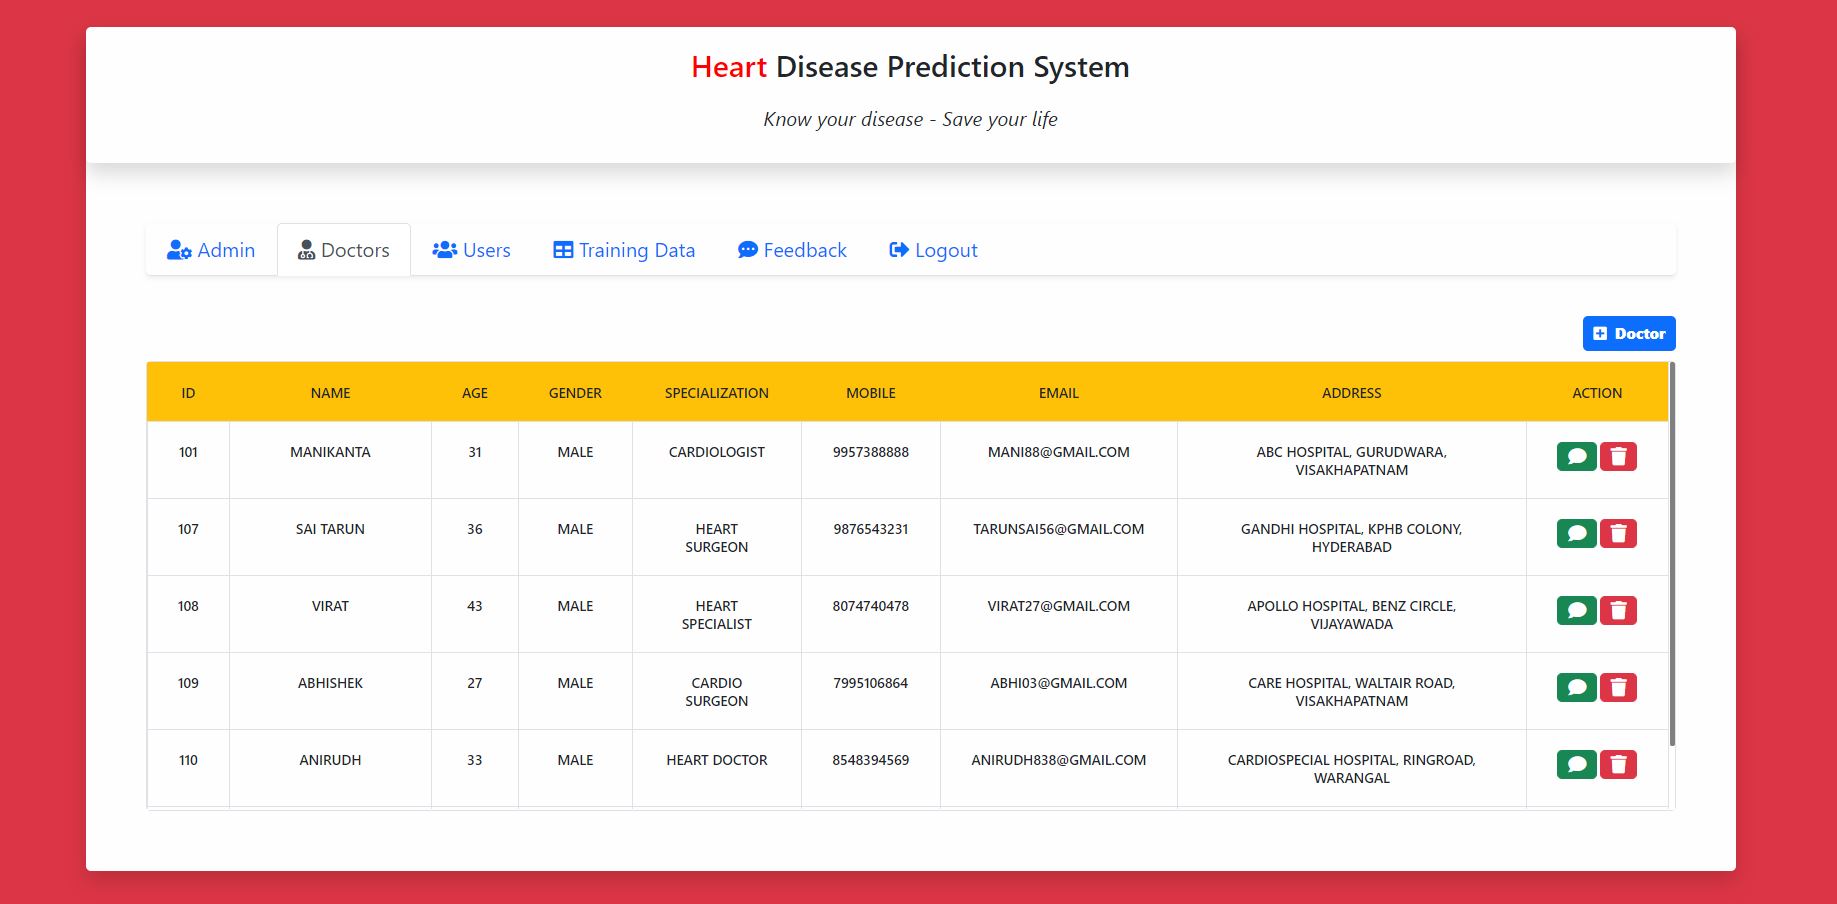 Heart Disease Prediction System
Know your disease - Save your life
Admin Doctors Users Training Data Feedback Logout
Doctor
ID NAME AGE GENDER SPECIALIZATION MOBILE EMAIL ADDRESS ACTION
101 MANIKANTA 31 MALE CARDIOLOGIST 9957388888 MANI88@GMAIL.COM ABC HOSPITAL, GURUDWARA,
VISAKHAPATNAM
107 SAI TARUN 36 MALE HEART 9876543231 TARUNSAI56@GMAIL.COM GANDHI HOSPITAL, KPHB COLONY,
SURGEON HYDERABAD
108 VIRAT 43 MALE HEART 8074740478 VIRAT27@GMAIL.COM APOLLO HOSPITAL, BENZ CIRCLE,
SPECIALIST VIJAYAWADA
109 ABHISHEK 27 MALE CARDIO 7995106864 ABHI03@GMAIL.COM CARE HOSPITAL, WALTAIR ROAD,
SURGEON VISAKHAPATNAM
110 ANIRUDH 33 MALE HEART DOCTOR 8548394569 ANIRUDH838@GMAIL.COM CARDIOSPECIAL HOSPITAL, RINGROAD,
WARANGAL